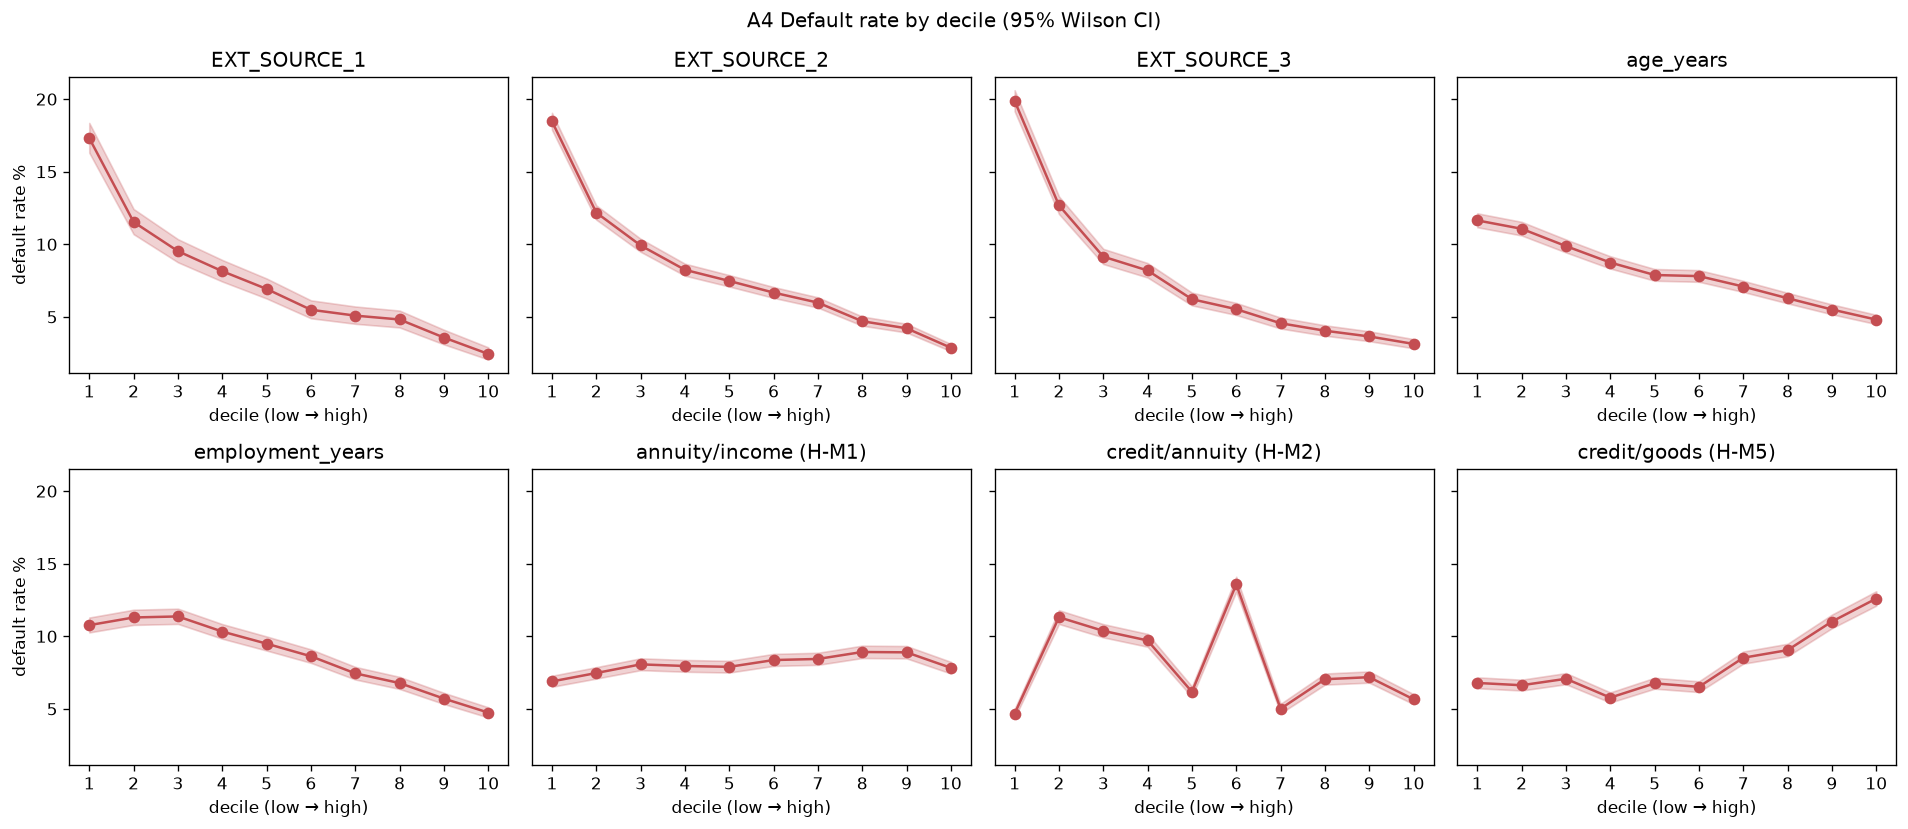 A4 Default rate by decile (95% Wilson CI)
EXT_SOURCE_1
EXT_SOURCE_2
EXT_SOURCE_3
age_years
default rate %
20
15
10
5
1 2 3 4 5 6 7 8 9 10
1 2 3 4 5 6 7 8 9 10
1 2 3 4 5 6 7 8 9 10
1 2 3 4 5 6 7 8 9 10
decile (low → high)
decile (low → high)
decile (low → high)
decile (low → high)
employment_years
annuity/income (H-M1)
credit/annuity (H-M2)
credit/goods (H-M5)
default rate %
20
15
10
5
1 2 3 4 5 6 7 8 9 10
1 2 3 4 5 6 7 8 9 10
1 2 3 4 5 6 7 8 9 10
1 2 3 4 5 6 7 8 9 10
decile (low → high)
decile (low → high)
decile (low → high)
decile (low → high)